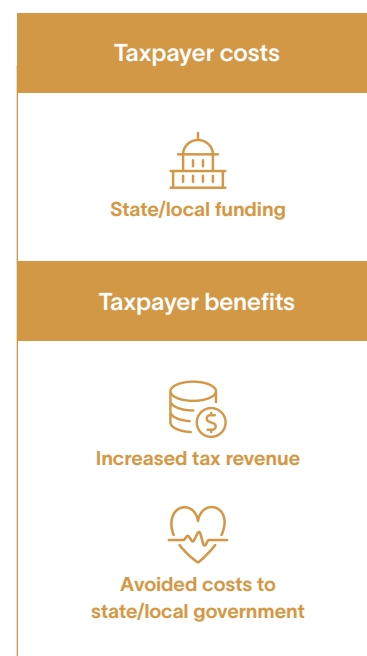 Taxpayer costs
State/local funding
Taxpayer benefits
$
Increased tax revenue
Avoided costs to
state/local government